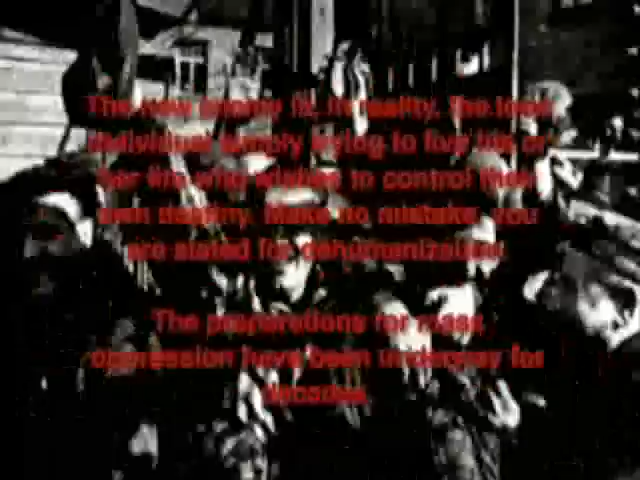 The new enemy is, in reality, the lone
individual simply trying to live his or
her life who wishes to control their
own destiny. Make no mistake, you
are slated for dehumanization.
The preparations for mass
oppression have been underway for
decades.